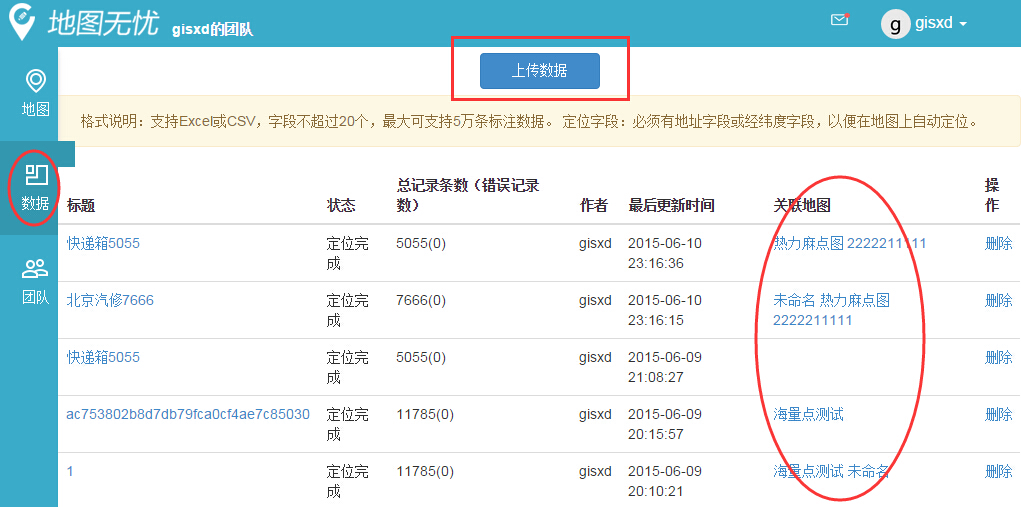 地图无忧 gisxd的团队 g gisxd
地图
数据
团队
上传数据
格式说明：支持Excel或CSV，字段不超过20个，最大可支持5万条标注数据。 定位字段：必须有地址字段或经纬度字段，以便在地图上自动定位。
标题 状态 总记录条数（错误记录数） 作者 最后更新时间 关联地图 操作
快递箱5055 定位完成 5055(0) gisxd 2015-06-10 23:16:36 热力麻点图 2222211111 删除
北京汽修7666 定位完成 7666(0) gisxd 2015-06-10 23:16:15 未命名 热力麻点图 2222211111 删除
快递箱5055 定位完成 5055(0) gisxd 2015-06-09 21:08:27 删除
ac753802b8d7db79fca0cf4ae7c85030 定位完成 11785(0) gisxd 2015-06-09 20:15:57 海量点测试 删除
1 定位完成 11785(0) gisxd 2015-06-09 20:10:21 海量点测试 未命名 删除